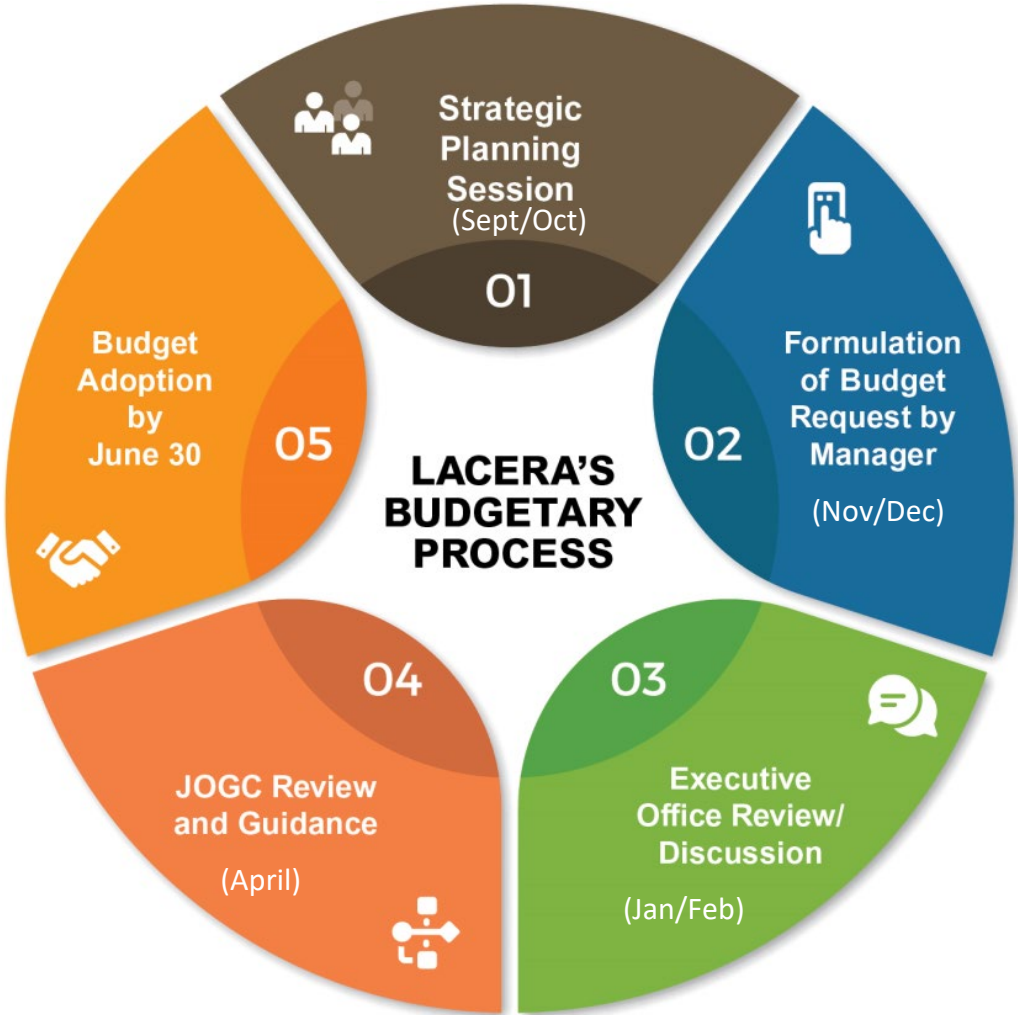 Strategic
Planning
Session
(Sept/Oct)
01
Formulation
of Budget
Request by
Manager
(Nov/Dec)
02
Executive
Office Review/
Discussion
(Jan/Feb)
03
JOGC Review
and Guidance
(April)
04
Budget
Adoption
by
June 30
05
LACERA’S
BUDGETARY
PROCESS